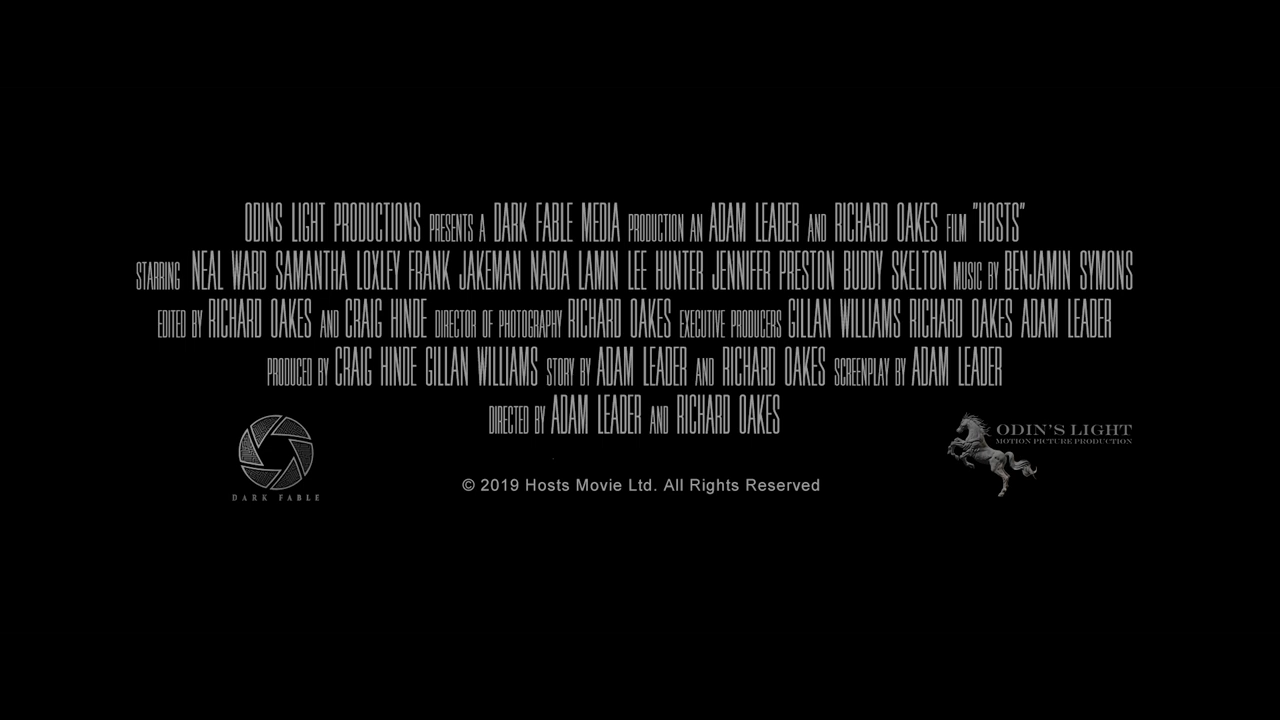 ODINS LIGHT PRODUCTIONS PRESENTS A DARK FABLE MEDIA PRODUCTION AN ADAM LEADER AND RICHARD OAKES FILM "HOSTS"
STARRING NEAL WARD SAMANTHA LOXLEY FRANK JAKEMAN NADIA LAMIN LEE HUNTER JENNIFER PRESTON BUDDY SKELTON MUSIC BY BENJAMIN SYMONS
EDITED BY RICHARD OAKES AND CRAIG HINDE DIRECTOR OF PHOTOGRAPHY RICHARD OAKES EXECUTIVE PRODUCERS GILLAN WILLIAMS RICHARD OAKES ADAM LEADER
PRODUCED BY CRAIG HINDE GILLAN WILLIAMS STORY BY ADAM LEADER AND RICHARD OAKES SCREENPLAY BY ADAM LEADER
DIRECTED BY ADAM LEADER AND RICHARD OAKES
ODIN'S LIGHT
MOTION PICTURE PRODUCTION
© 2019 Hosts Movie Ltd. All Rights Reserved
DARK FABLE